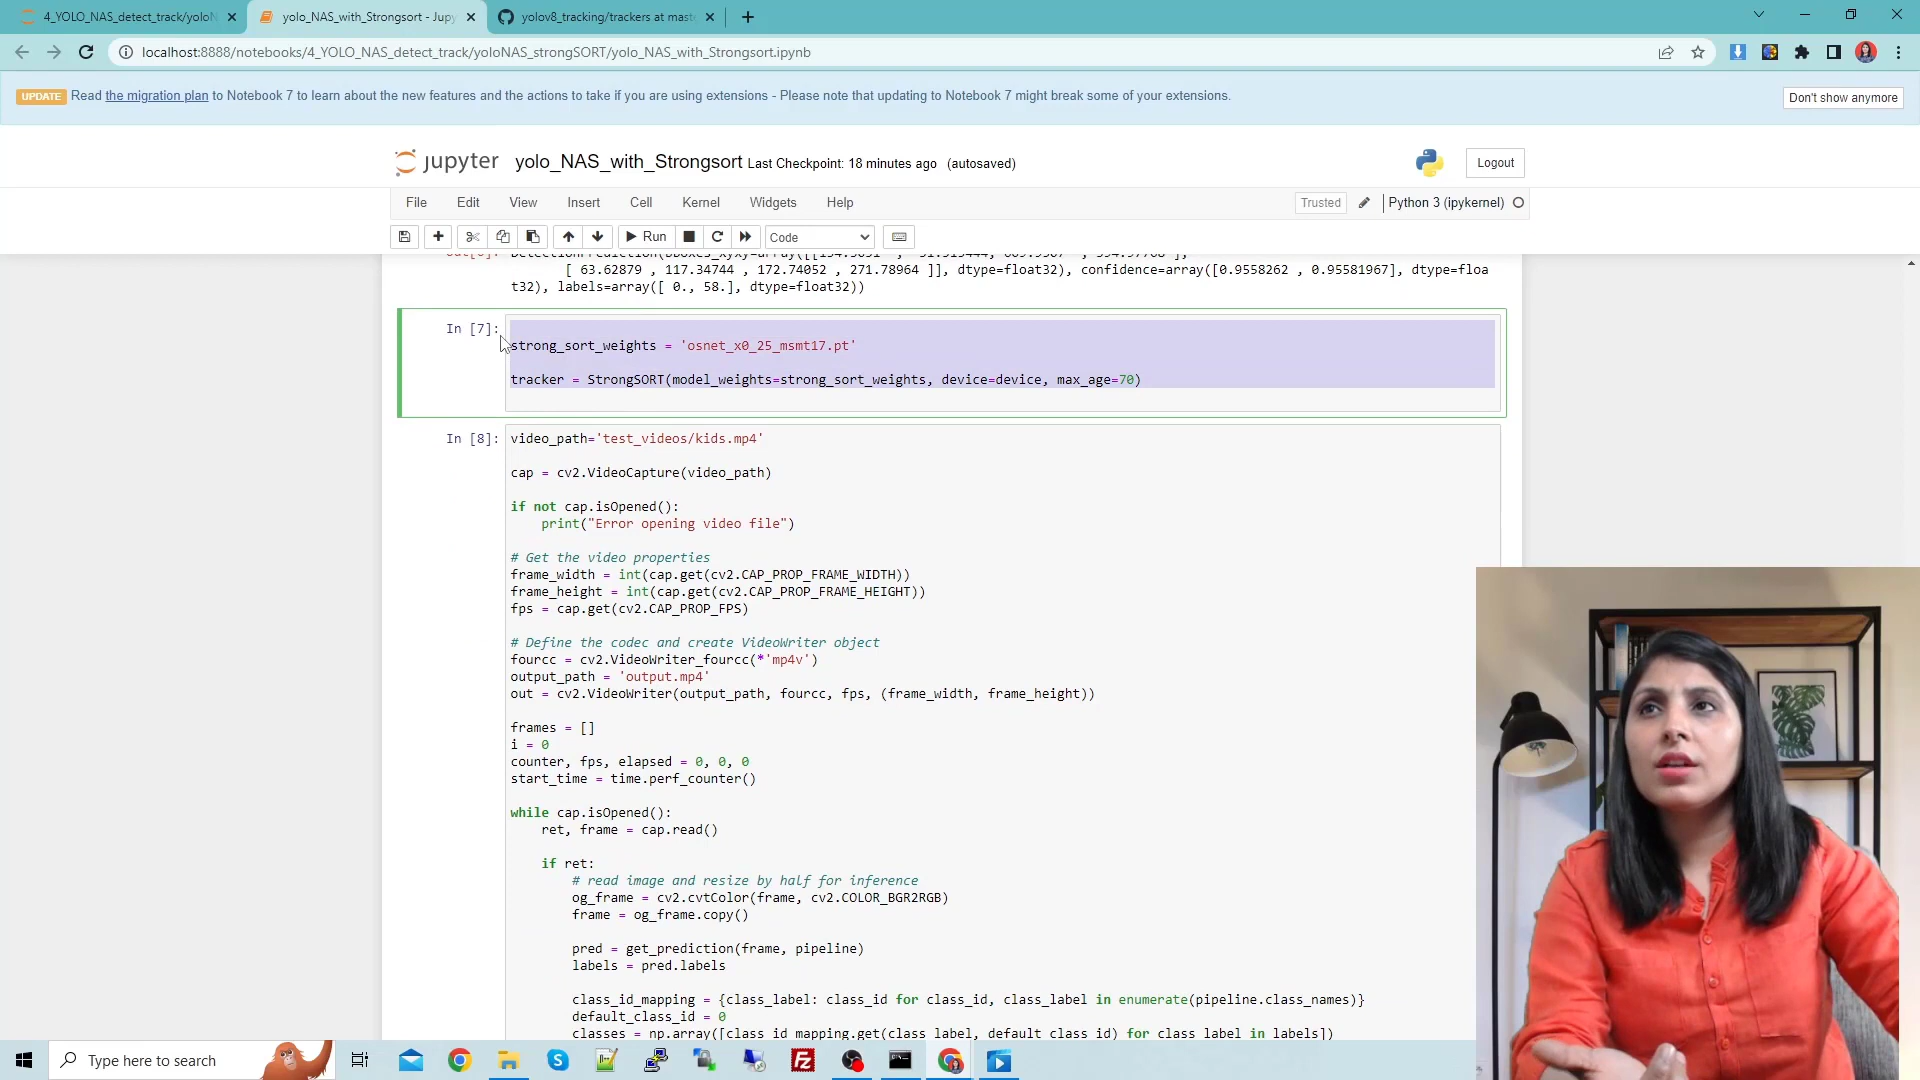 4_YOLO_NAS_detect_track/yoloN
yolo_NAS_with_Strongsort - Jupy
yolov8_tracking/trackers at mast
localhost:8888/notebooks/4_YOLO_NAS_detect_track/yoloNAS_strongSORT/yolo_NAS_with_Strongsort.ipynb
UPDATE Read the migration plan to Notebook 7 to learn about the new features and the actions to take if you are using extensions - Please note that updating to Notebook 7 might break some of your extensions.
Don't show anymore
jupyter yolo_NAS_with_Strongsort Last Checkpoint: 18 minutes ago (autosaved)
Logout
File Edit View Insert Cell Kernel Widgets Help
Trusted Python 3 (ipykernel)
Run Code
[ 63.62879 , 117.34744 , 172.74052 , 271.78964 ]], dtype=float32), confidence=array([0.9558262 , 0.95581967], dtype=floa
t32), labels=array([ 0., 58.], dtype=float32))
In [7]:
strong_sort_weights = 'osnet_x0_25_msmt17.pt'
tracker = StrongSORT(model_weights=strong_sort_weights, device=device, max_age=70)
In [8]: video_path='test_videos/kids.mp4'
cap = cv2.VideoCapture(video_path)
if not cap.isOpened():
print("Error opening video file")
# Get the video properties
frame_width = int(cap.get(cv2.CAP_PROP_FRAME_WIDTH))
frame_height = int(cap.get(cv2.CAP_PROP_FRAME_HEIGHT))
fps = cap.get(cv2.CAP_PROP_FPS)
# Define the codec and create VideoWriter object
fourcc = cv2.VideoWriter_fourcc(*'mp4v')
output_path = 'output.mp4'
out = cv2.VideoWriter(output_path, fourcc, fps, (frame_width, frame_height))
frames = []
i = 0
counter, fps, elapsed = 0, 0, 0
start_time = time.perf_counter()
while cap.isOpened():
ret, frame = cap.read()
if ret:
# read image and resize by half for inference
og_frame = cv2.cvtColor(frame, cv2.COLOR_BGR2RGB)
frame = og_frame.copy()
pred = get_prediction(frame, pipeline)
labels = pred.labels
class_id_mapping = {class_label: class_id for class_id, class_label in enumerate(pipeline.class_names)}
default_class_id = 0
classes = np.array([class_id_mapping.get(class_label, default_class_id) for class_label in labels])
Type here to search